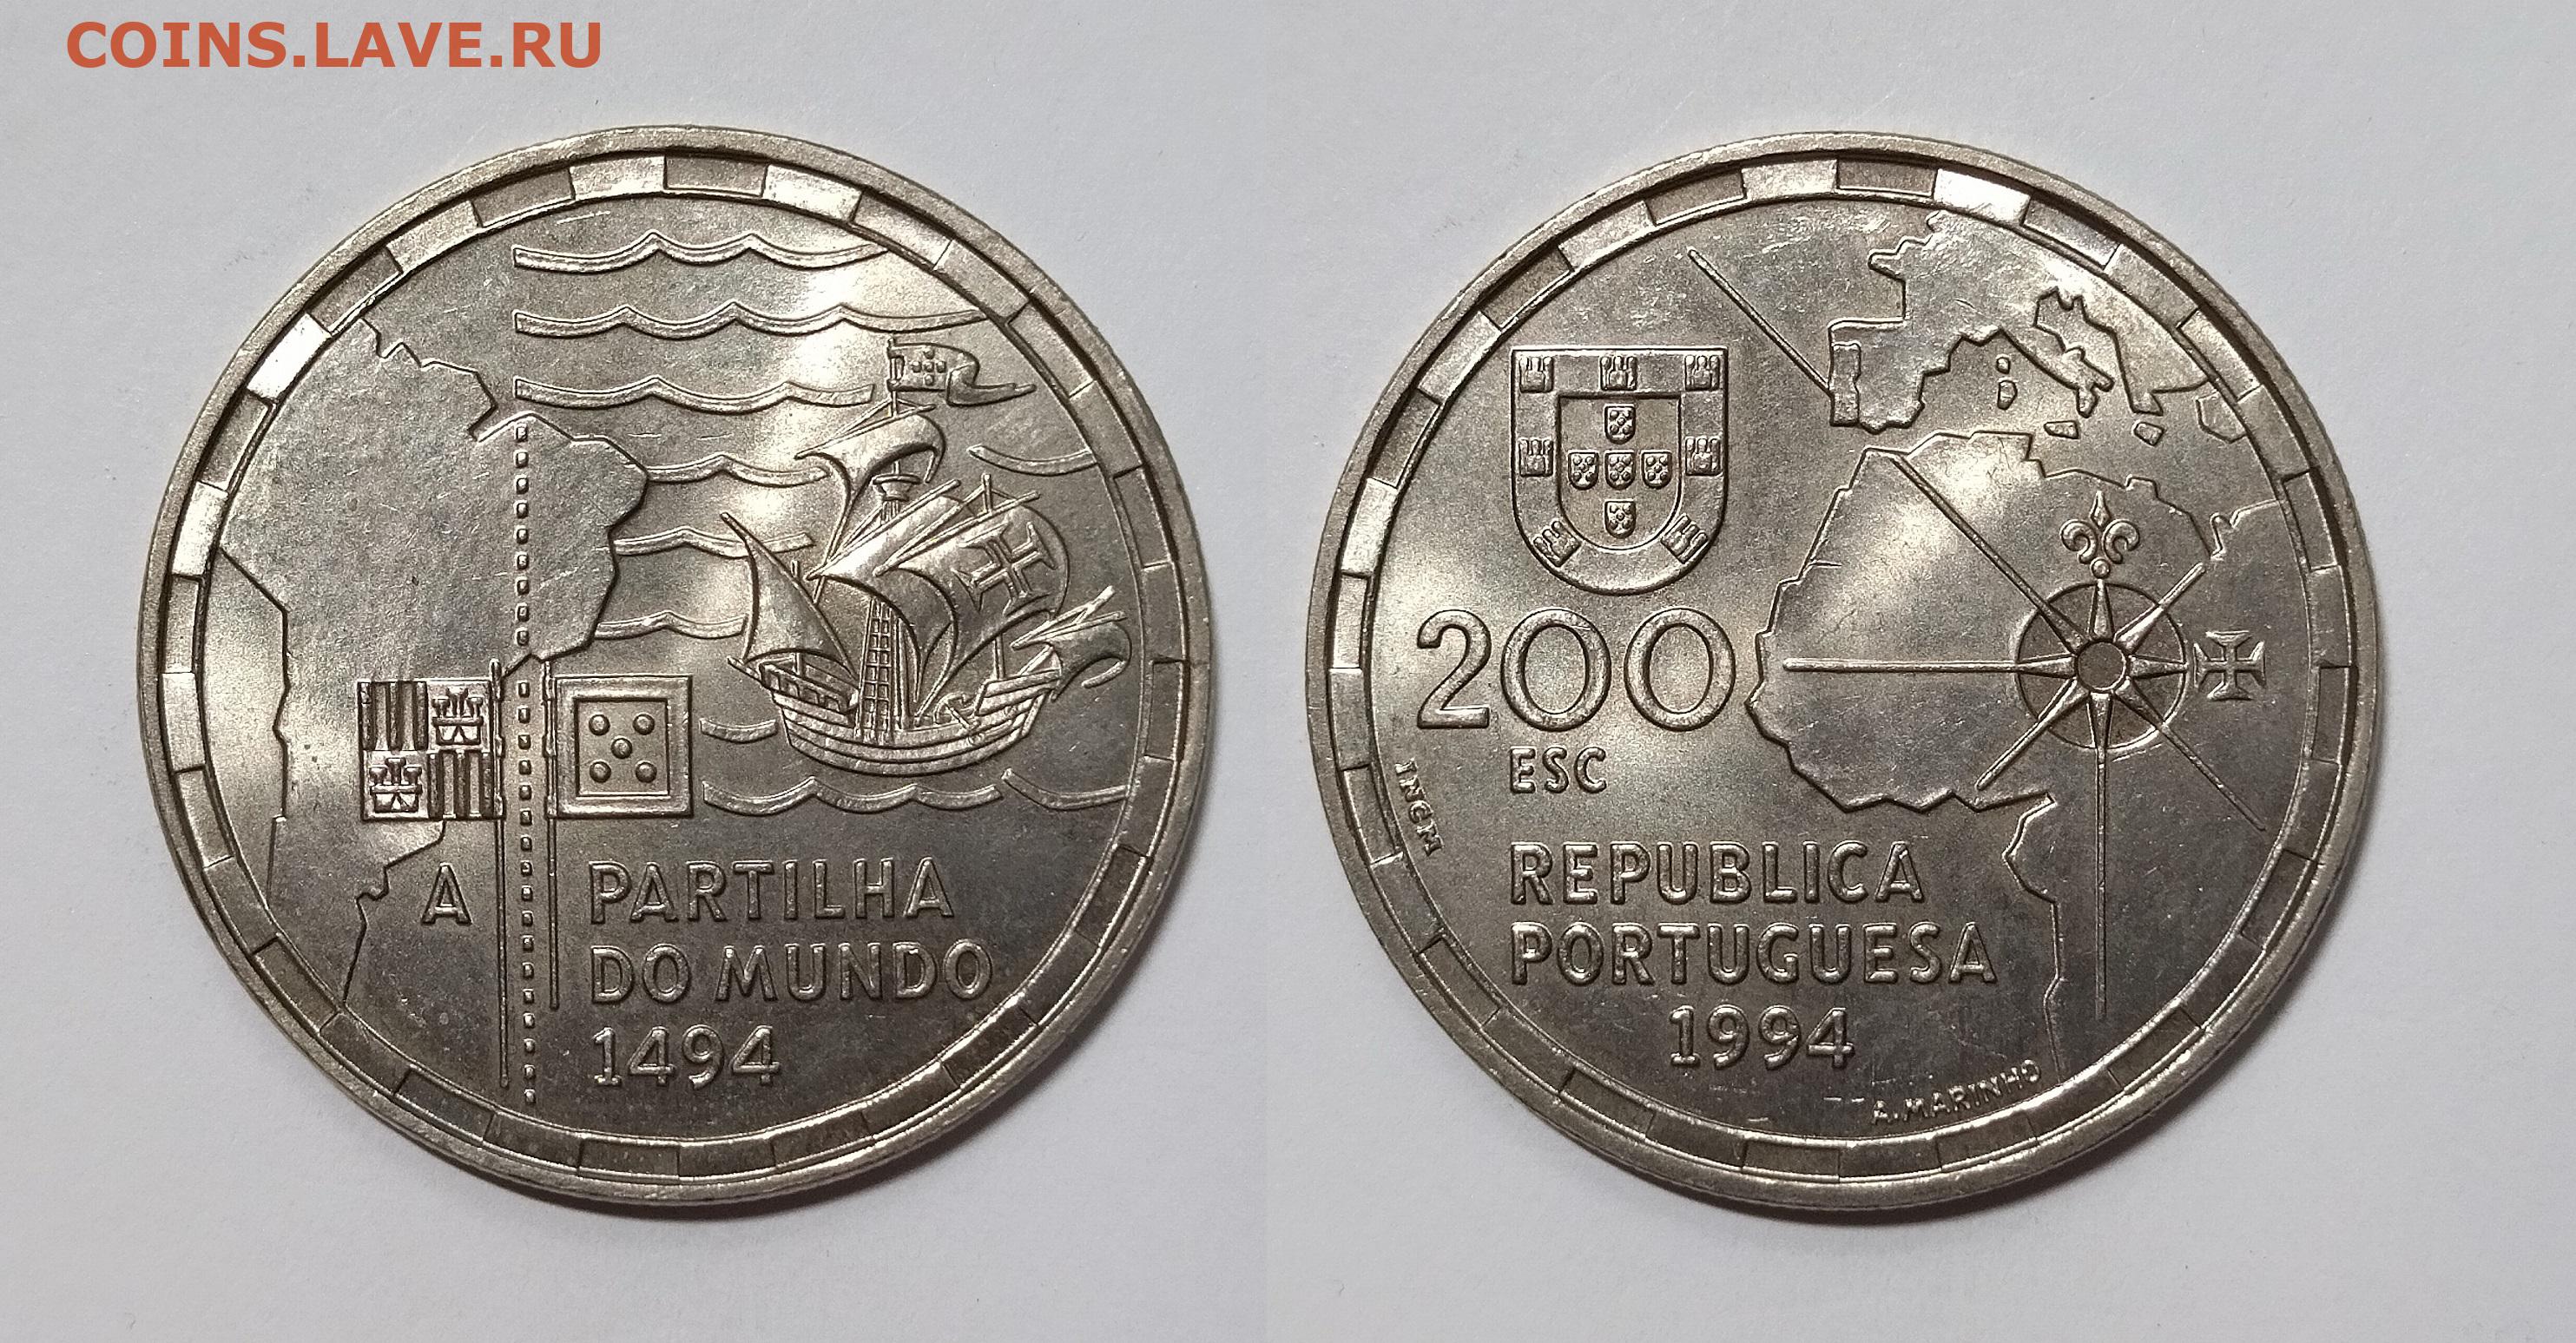 COINS.LAVE.RU
A PARTILHA
DO MUNDO
1494
200
ESC
INCM
REPUBLICA
PORTUGUESA
1994
A. MARINHO